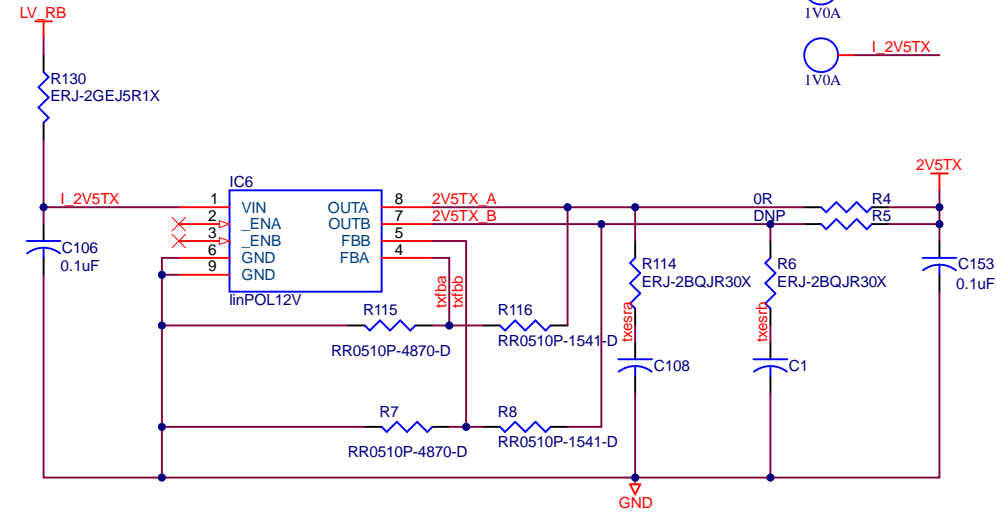 LV_RB
1V0A
I_2V5TX
1V0A
R130
ERJ-2GEJ5R1X
2V5TX
IC6
I_2V5TX
1
VIN
OUTA
8
2V5TX_A
0R
R4
2
_ENA
OUTB
7
2V5TX_B
DNP
R5
3
_ENB
FBB
5
6
GND
FBA
4
9
GND
linPOL12V
C106
0.1uF
R114
ERJ-2BQJR30X
R6
ERJ-2BQJR30X
C153
0.1uF
txfba
txfbb
txesra
txesrb
R115
RR0510P-4870-D
R116
RR0510P-1541-D
C108
C1
R7
RR0510P-4870-D
R8
RR0510P-1541-D
GND